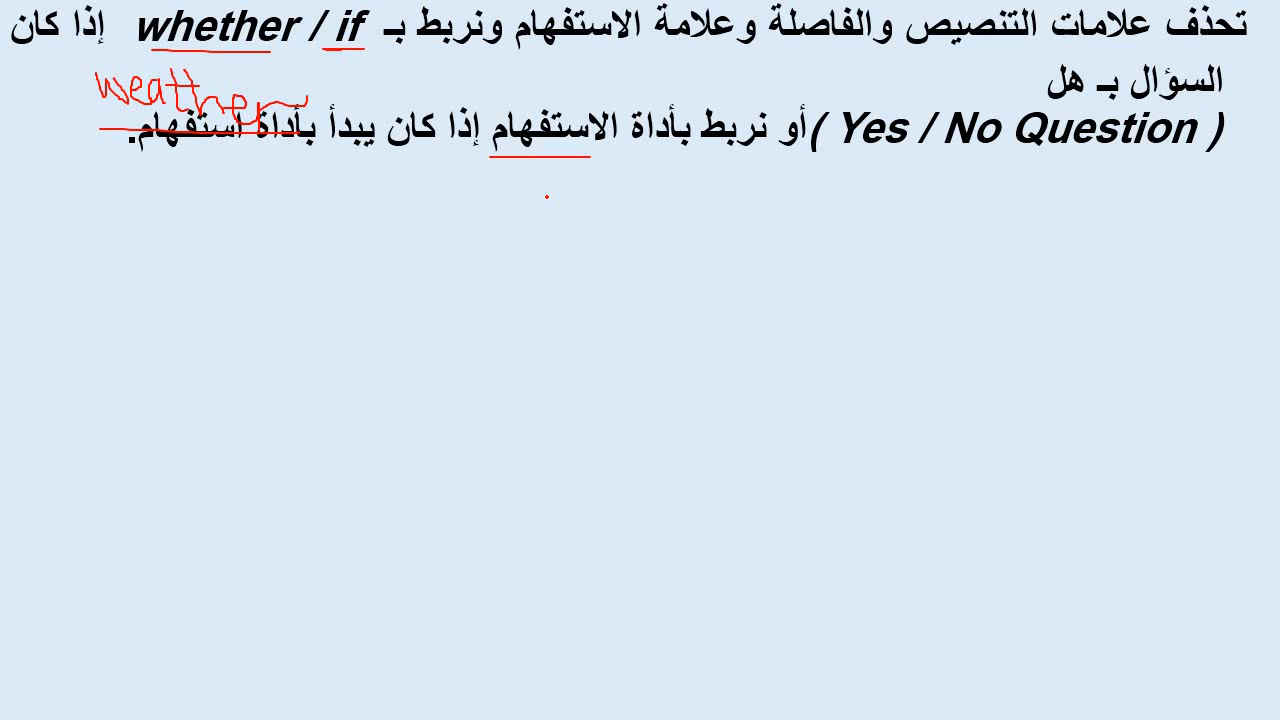 تحذف علامات التنصيص والفاصلة وعلامة الاستفهام ونربط بـ whether / if إذا كان
السؤال بـ هل
weather
( Yes / No Question ) أو نربط بأداة الاستفهام إذا كان يبدأ بأداة استفهام.